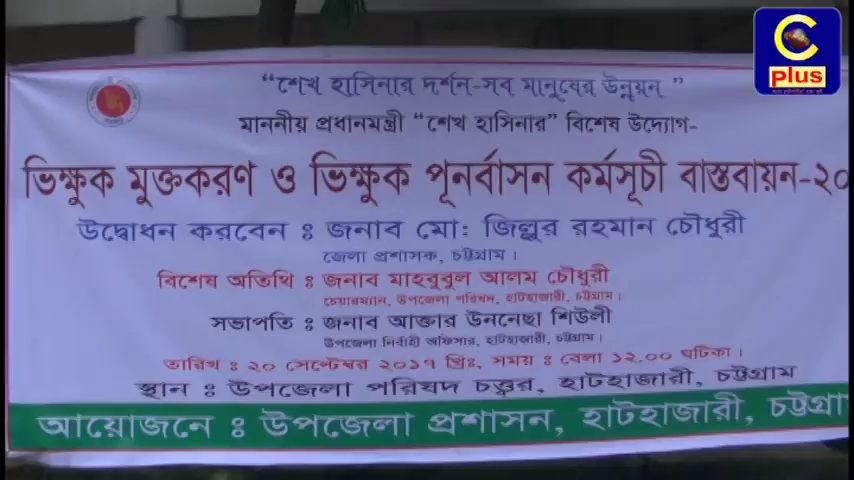 C
plus
“শেখ হাসিনার দর্শন-সব মানুষের উন্নয়ন ”
মাননীয় প্রধানমন্ত্রী “শেখ হাসিনার” বিশেষ উদ্যোগ-
ভিক্ষুক মুক্তকরণ ও ভিক্ষুক পূনর্বাসন কর্মসূচী বাস্তবায়ন-২০
উদ্বোধন করবেন ঃ জনাব মো: জিল্লুর রহমান চৌধুরী
জেলা প্রশাসক, চট্টগ্রাম।
বিশেষ অতিথি ঃ জনাব মাহবুবুল আলম চৌধুরী
চেয়ারম্যান, উপজেলা পরিষদ, হাটহাজারী, চট্টগ্রাম।
সভাপতি ঃ জনাব আক্তার উননেছা শিউলী
উপজেলা নির্বাহী অফিসার, হাটহাজারী, চট্টগ্রাম।
তারিখ ঃ ২০ সেপ্টেম্বর ২০১৭ খ্রিঃ, সময় ঃ বেলা ১২.০০ ঘটিকা।
স্থান ঃ উপজেলা পরিষদ চত্ত্বর, হাটহাজারী, চট্টগ্রাম
আয়োজনে ঃ উপজেলা প্রশাসন, হাটহাজারী, চট্টগ্রা